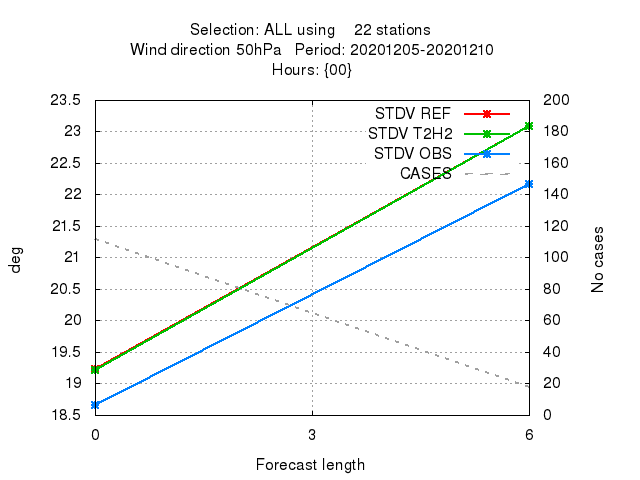 Selection: ALL using    22 stations
Wind direction 50hPa   Period: 20201205-20201210
Hours: {00}
23.5
23
22.5
22
21.5
21
20.5
20
19.5
19
18.5
deg
STDV REF
STDV T2H2
STDV OBS
CASES
200
180
160
140
120
100
80
60
40
20
0
No cases
0 3 6
Forecast length